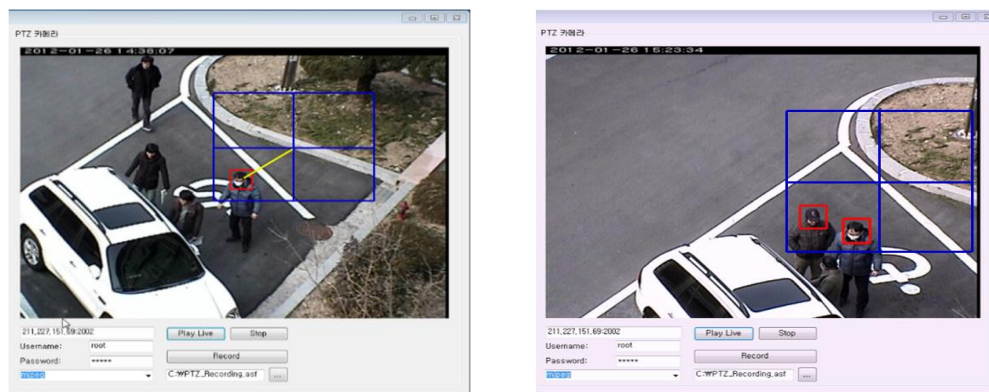 PTZ 카메라
2012-01-26 14:38:07
211,227,151,69:2002
Play Live
Stop
Username:
root
Record
Password:
*****
mjpeg
C:₩PTZ_Recording,asf
...
PTZ 카메라
2012-01-26 15:23:34
211,227,151,69:2002
Play Live
Stop
Username:
root
Record
Password:
*****
mjpeg
C:₩PTZ_Recording,asf
...